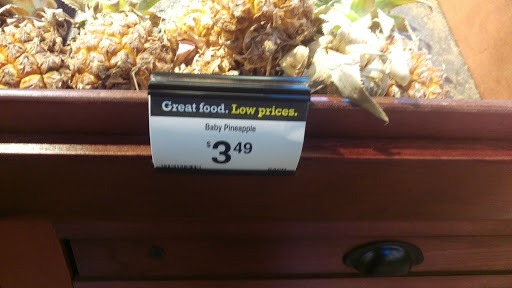 Great food. Low prices.
Baby Pineapple
$3 49